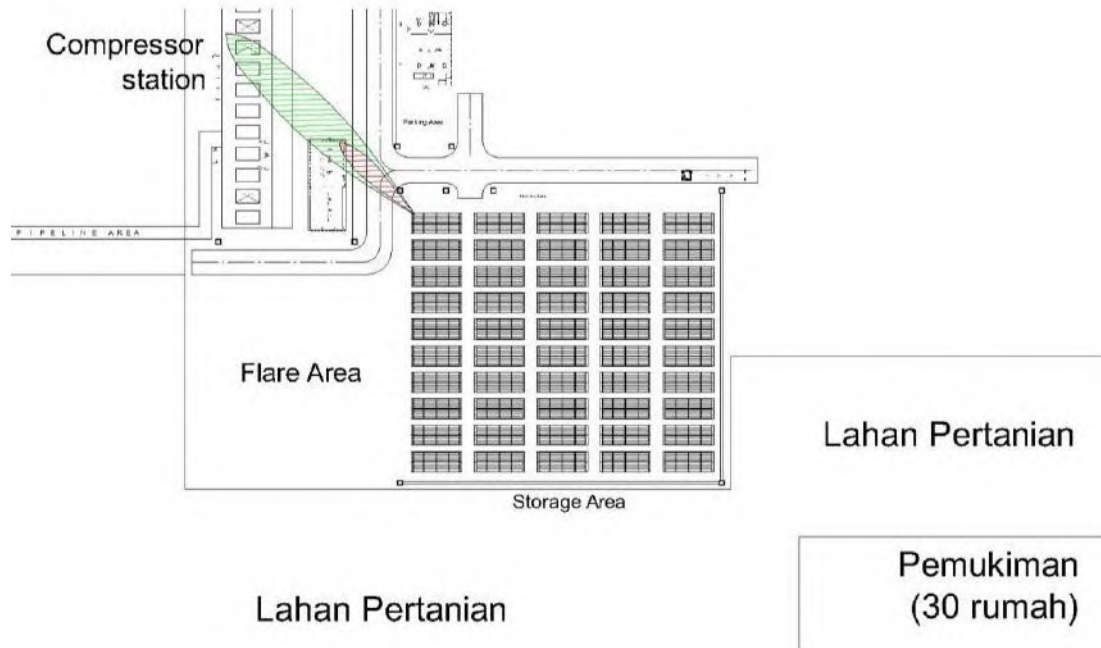 Compressor
station
Parking Area
PIPELINE AREA
Flare Area
Lahan Pertanian
Storage Area
Pemukiman
(30 rumah)
Lahan Pertanian